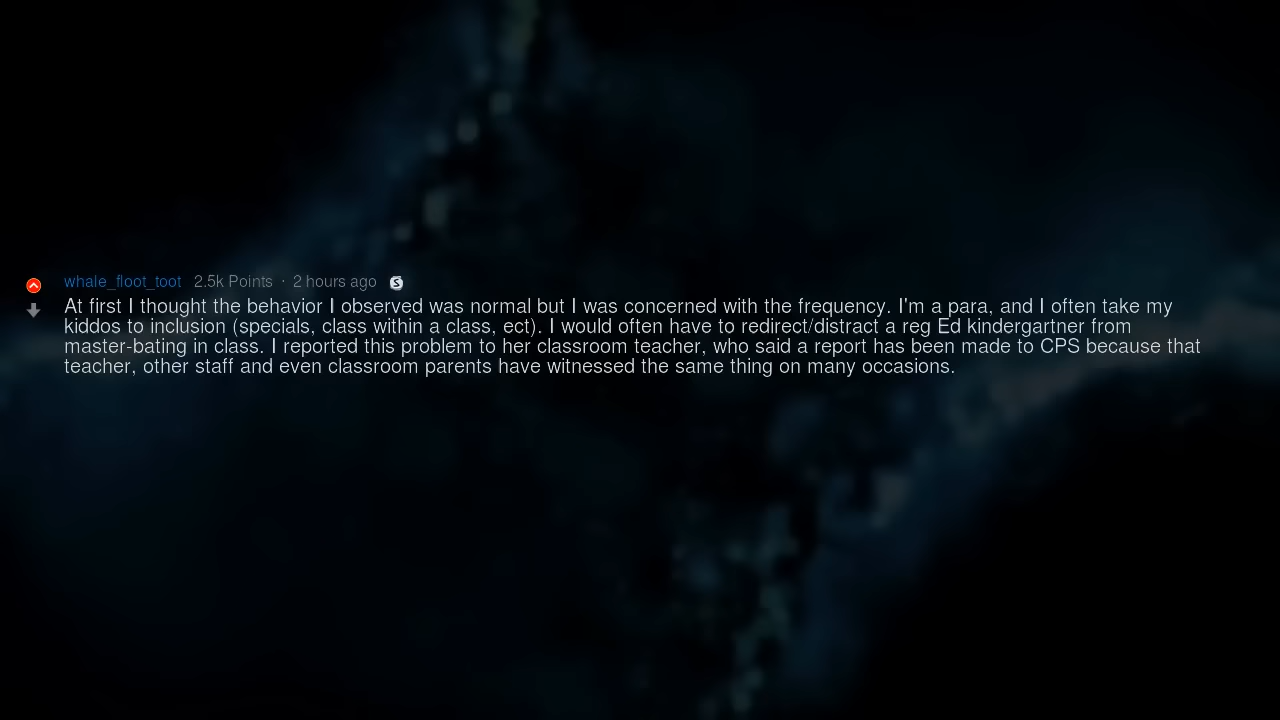 whale_floot_toot 2.5k Points · 2 hours ago
At first I thought the behavior I observed was normal but I was concerned with the frequency. I'm a para, and I often take my
kiddos to inclusion (specials, class within a class, ect). I would often have to redirect/distract a reg Ed kindergartner from
master-bating in class. I reported this problem to her classroom teacher, who said a report has been made to CPS because that
teacher, other staff and even classroom parents have witnessed the same thing on many occasions.